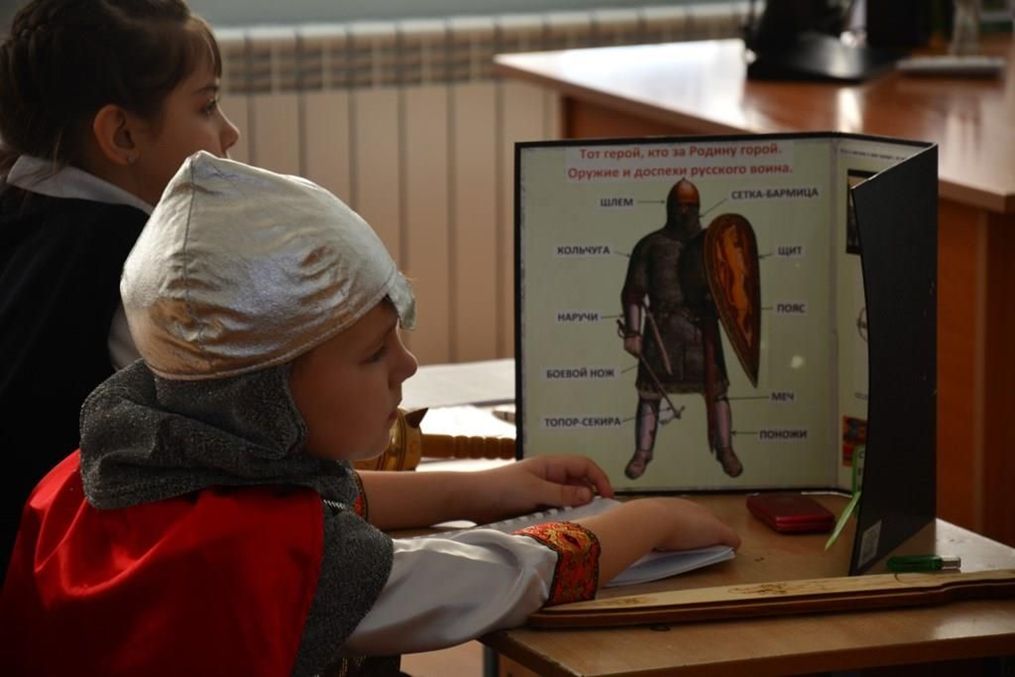 Тот герой, кто за Родину горой.
Оружие и доспехи русского воина.
ШЛЕМ
СЕТКА-БАРМИЦА
КОЛЬЧУГА
ЩИТ
НАРУЧИ
ПОЯС
БОЕВОЙ НОЖ
МЕЧ
ТОПОР-СЕКИРА
ПОНОЖИ